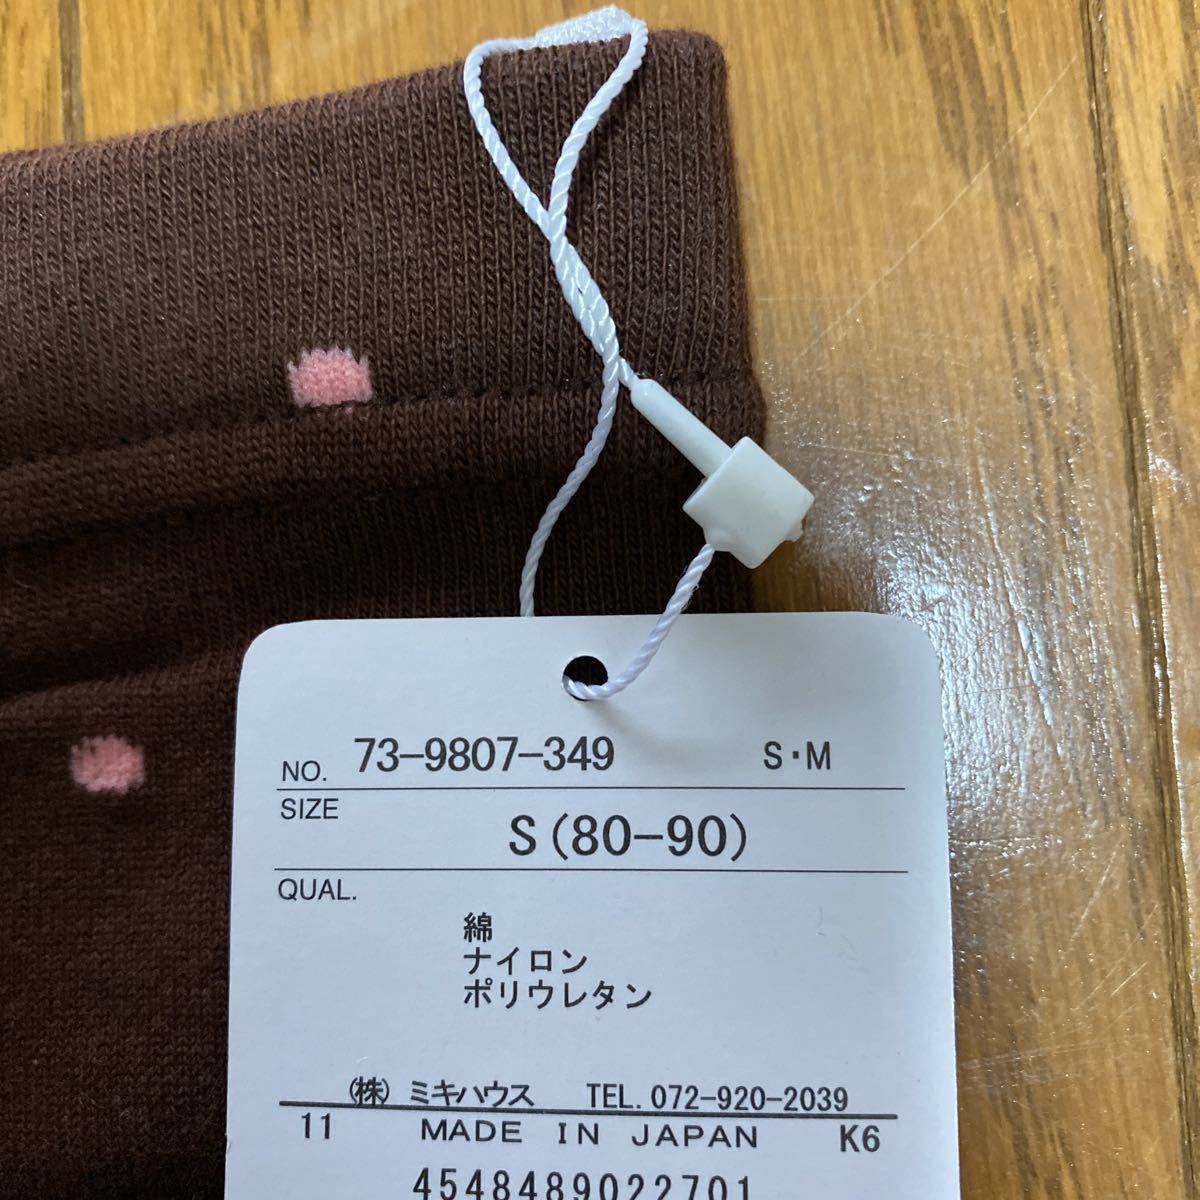 NO. 73-9807-349 S・M
SIZE
S(80-90)
QUAL.
綿
ナイロン
ポリウレタン
(株)ミキハウス TEL.072-920-2039
11 MADE IN JAPAN K6
4548489022701